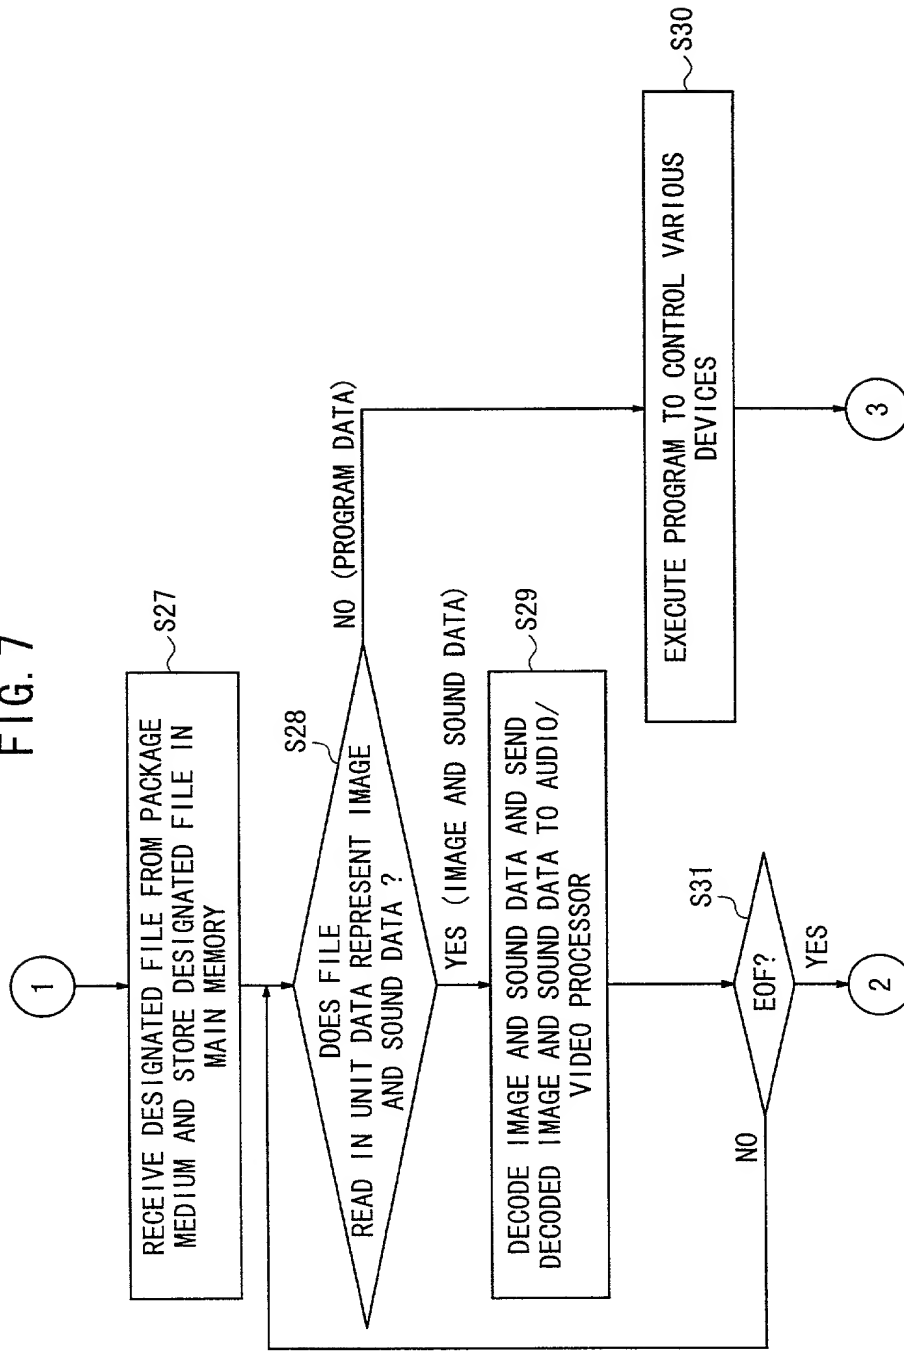 FIG. 7
1
RECEIVE DESIGNATED FILE FROM PACKAGE
MEDIUM AND STORE DESIGNATED FILE IN
MAIN MEMORY
S27
DOES FILE
READ IN UNIT DATA REPRESENT IMAGE
AND SOUND DATA ?
S28
NO (PROGRAM DATA)
YES (IMAGE AND SOUND DATA)
DECODE IMAGE AND SOUND DATA AND SEND
DECODED IMAGE AND SOUND DATA TO AUDIO/
VIDEO PROCESSOR
S29
EXECUTE PROGRAM TO CONTROL VARIOUS
DEVICES
S30
EOF?
S31
NO
YES
2
3